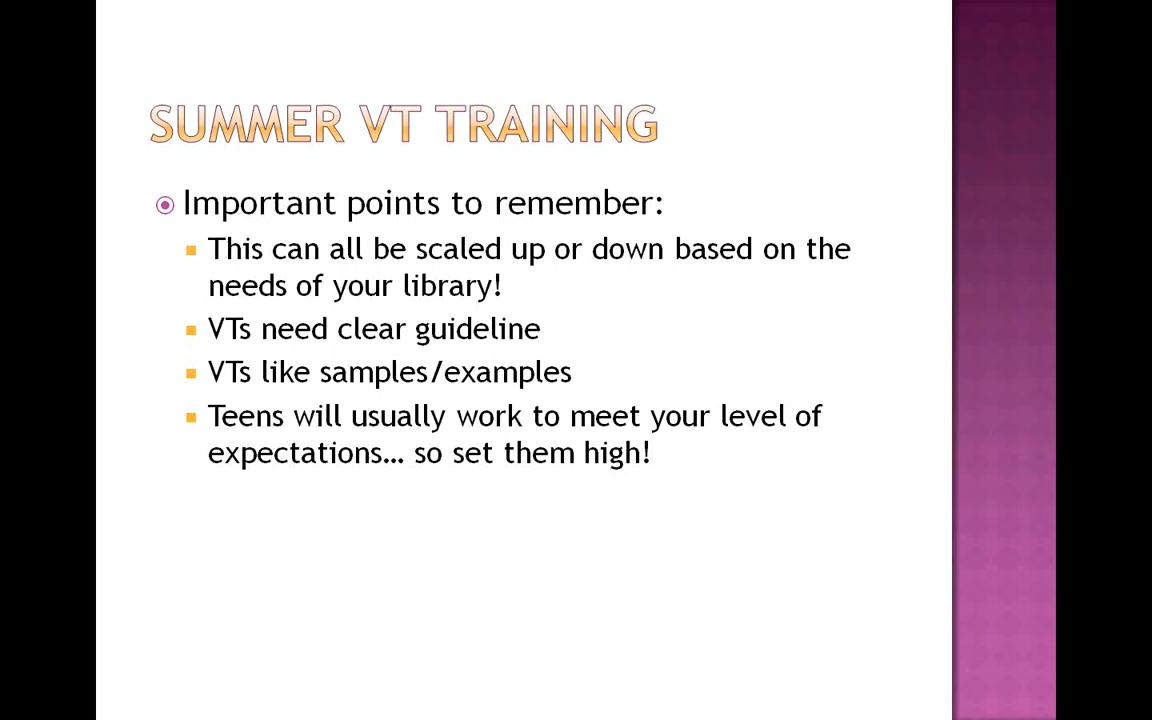 SUMMER VT TRAINING
Important points to remember:
This can all be scaled up or down based on the
needs of your library!
VTs need clear guideline
VTs like samples/examples
Teens will usually work to meet your level of
expectations… so set them high!